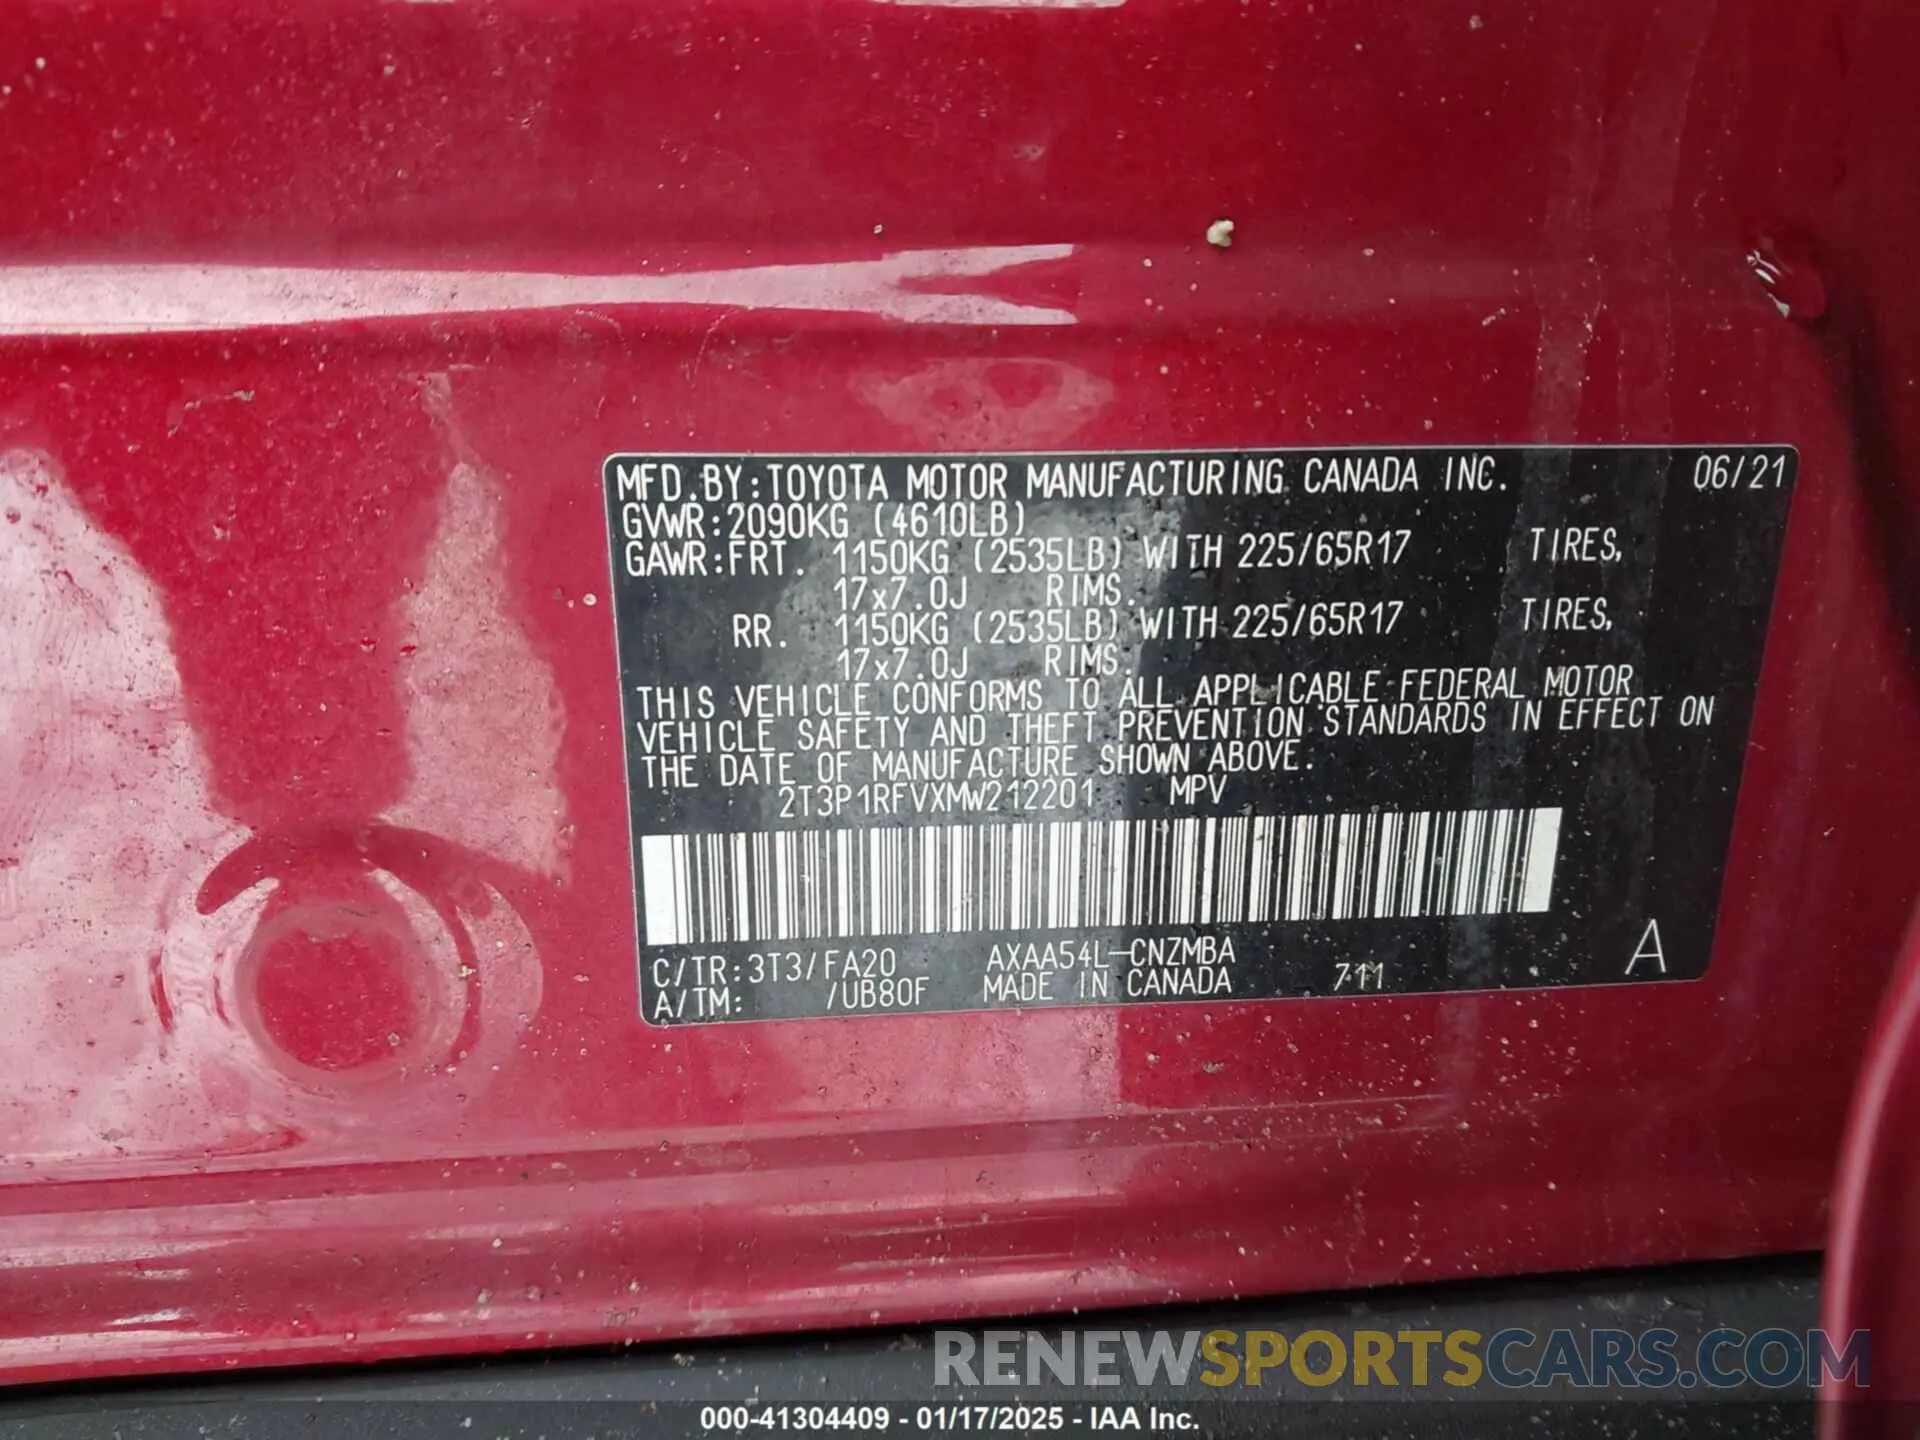 MFD.BY:TOYOTA MOTOR MANUFACTURING CANADA INC. 06/21
GVWR:2090KG (4610LB)
GAWR:FRT. 1150KG (2535LB) WITH 225/65R17 TIRES,
17x7.0J RIMS.
RR. 1150KG (2535LB) WITH 225/65R17 TIRES,
17x7.0J RIMS.
THIS VEHICLE CONFORMS TO ALL APPLICABLE FEDERAL MOTOR
VEHICLE SAFETY AND THEFT PREVENTION STANDARDS IN EFFECT ON
THE DATE OF MANUFACTURE SHOWN ABOVE.
2T3P1RFVXMW212201 MPV
C/TR:3T3/FA20 AXAA54L-CNZMBA
A/TM: /UB80F MADE IN CANADA 711 A
RENEWSPORTSCARS.COM
000-41304409 - 01/17/2025 - IAA Inc.